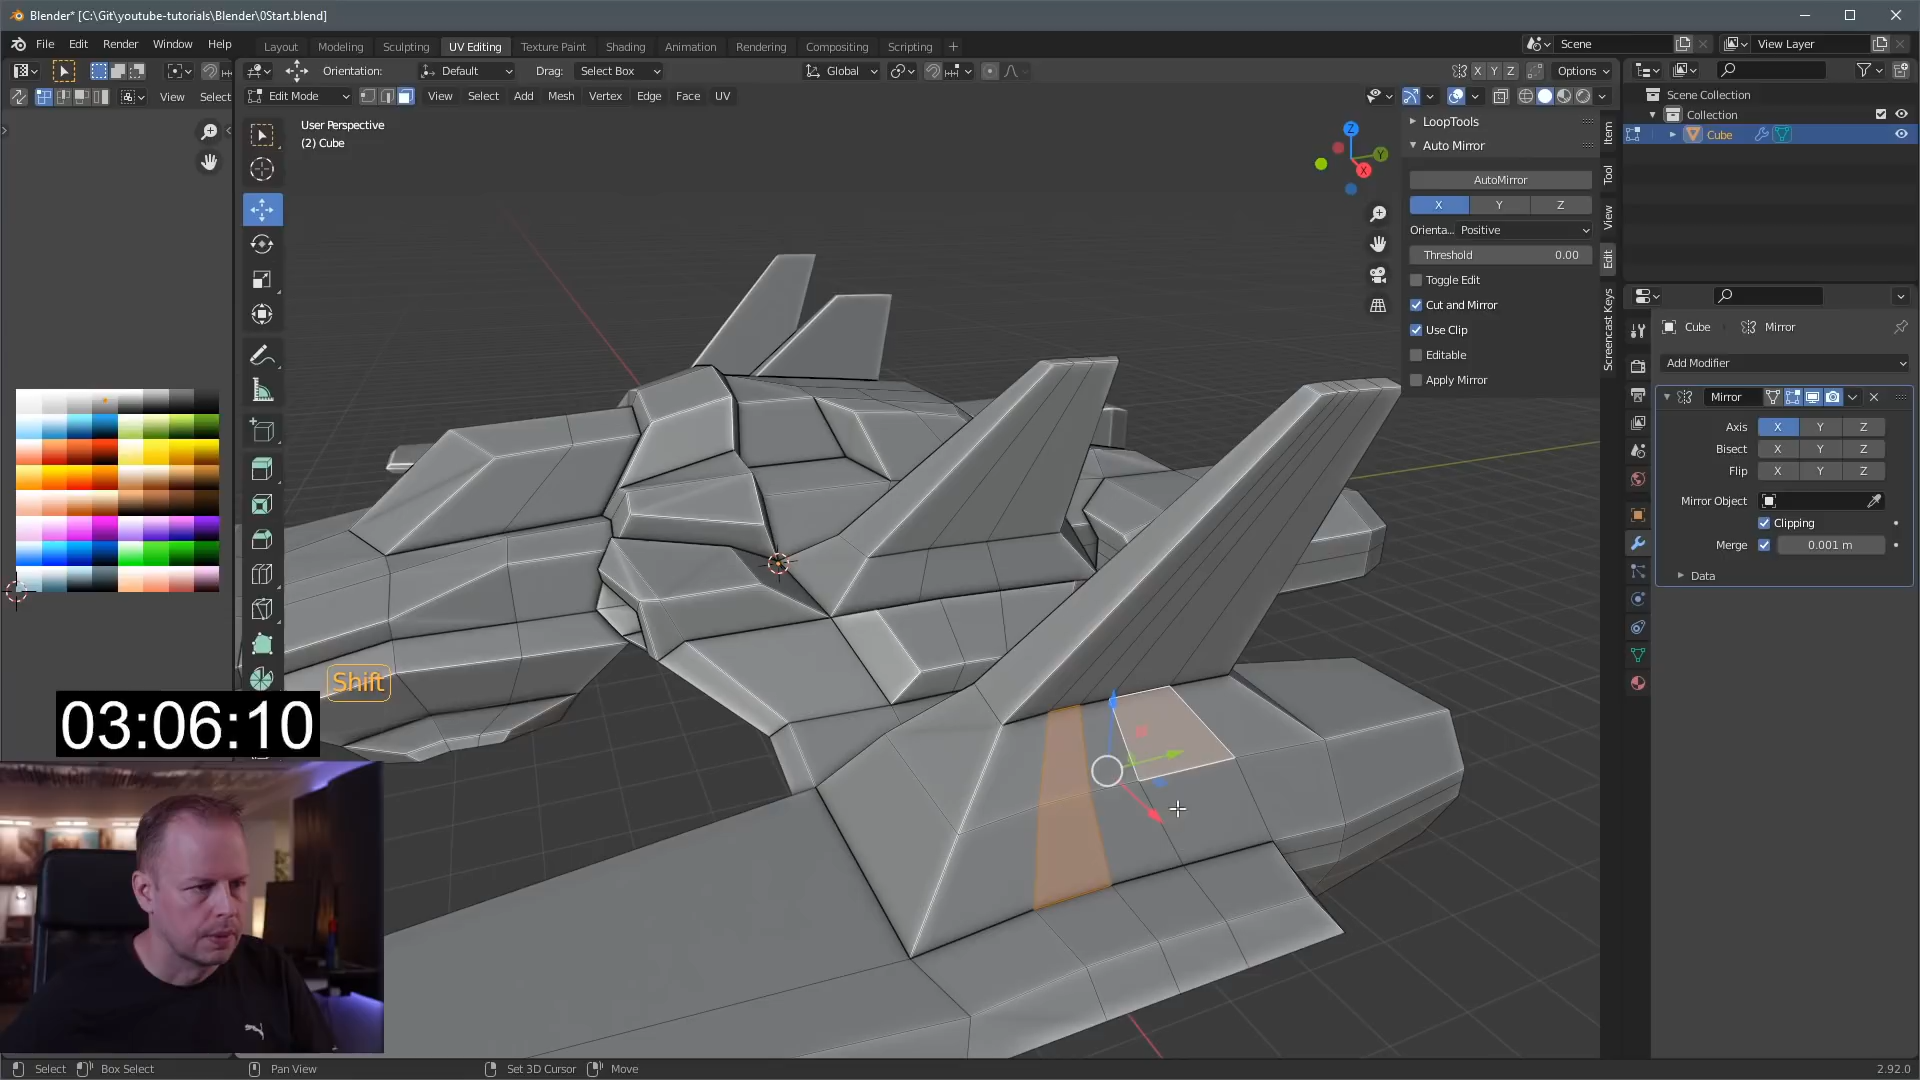 Blender* [C:\Git\youtube-tutorials\Blender\0Start.blend]
File Edit Render Window Help
Layout Modeling Sculpting UV Editing Texture Paint Shading Animation Rendering Compositing Scripting +
Scene
View Layer
Orientation: Default Drag: Select Box
Global
X Y Z Options
View Select
Edit Mode View Select Add Mesh Vertex Edge Face UV
User Perspective
(2) Cube
Z
Y
X
LoopTools
Auto Mirror
AutoMirror
X Y Z
Orienta... Positive
Threshold 0.00
Toggle Edit
Cut and Mirror
Use Clip
Editable
Apply Mirror
Item
Tool
View
Edit
Screencast Keys
Scene Collection
Collection
Cube
Cube Mirror
Add Modifier
Mirror
Axis X Y Z
Bisect X Y Z
Flip X Y Z
Mirror Object
Clipping
Merge 0.001 m
Data
Shift
03:06:10
Select Box Select Pan View Set 3D Cursor Move 2.92.0